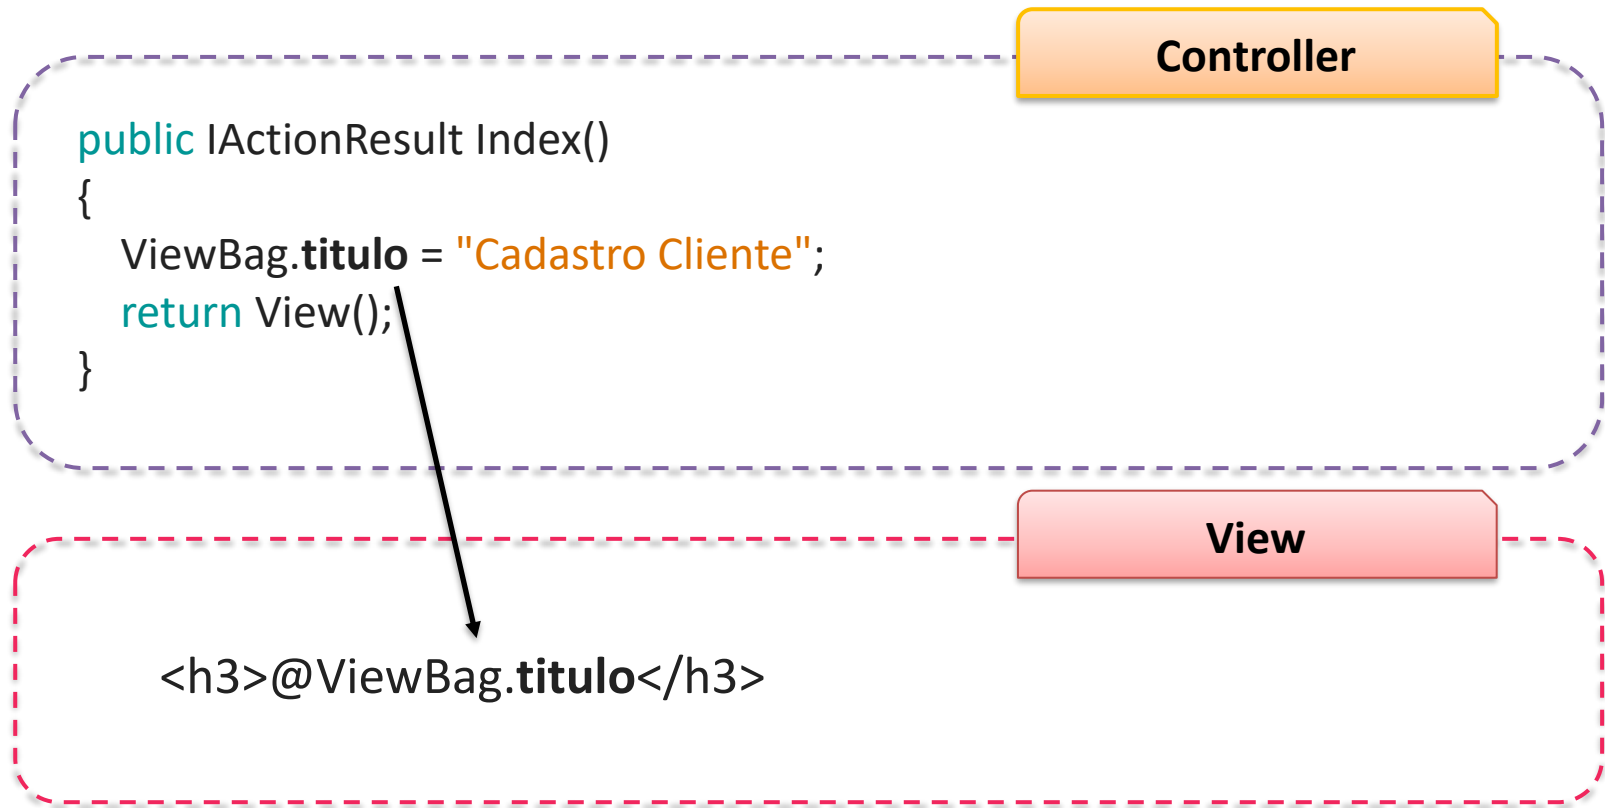 Controller
public IActionResult Index()
{
ViewBag.titulo = "Cadastro Cliente";
return View();
}
View
<h3>@ViewBag.titulo</h3>